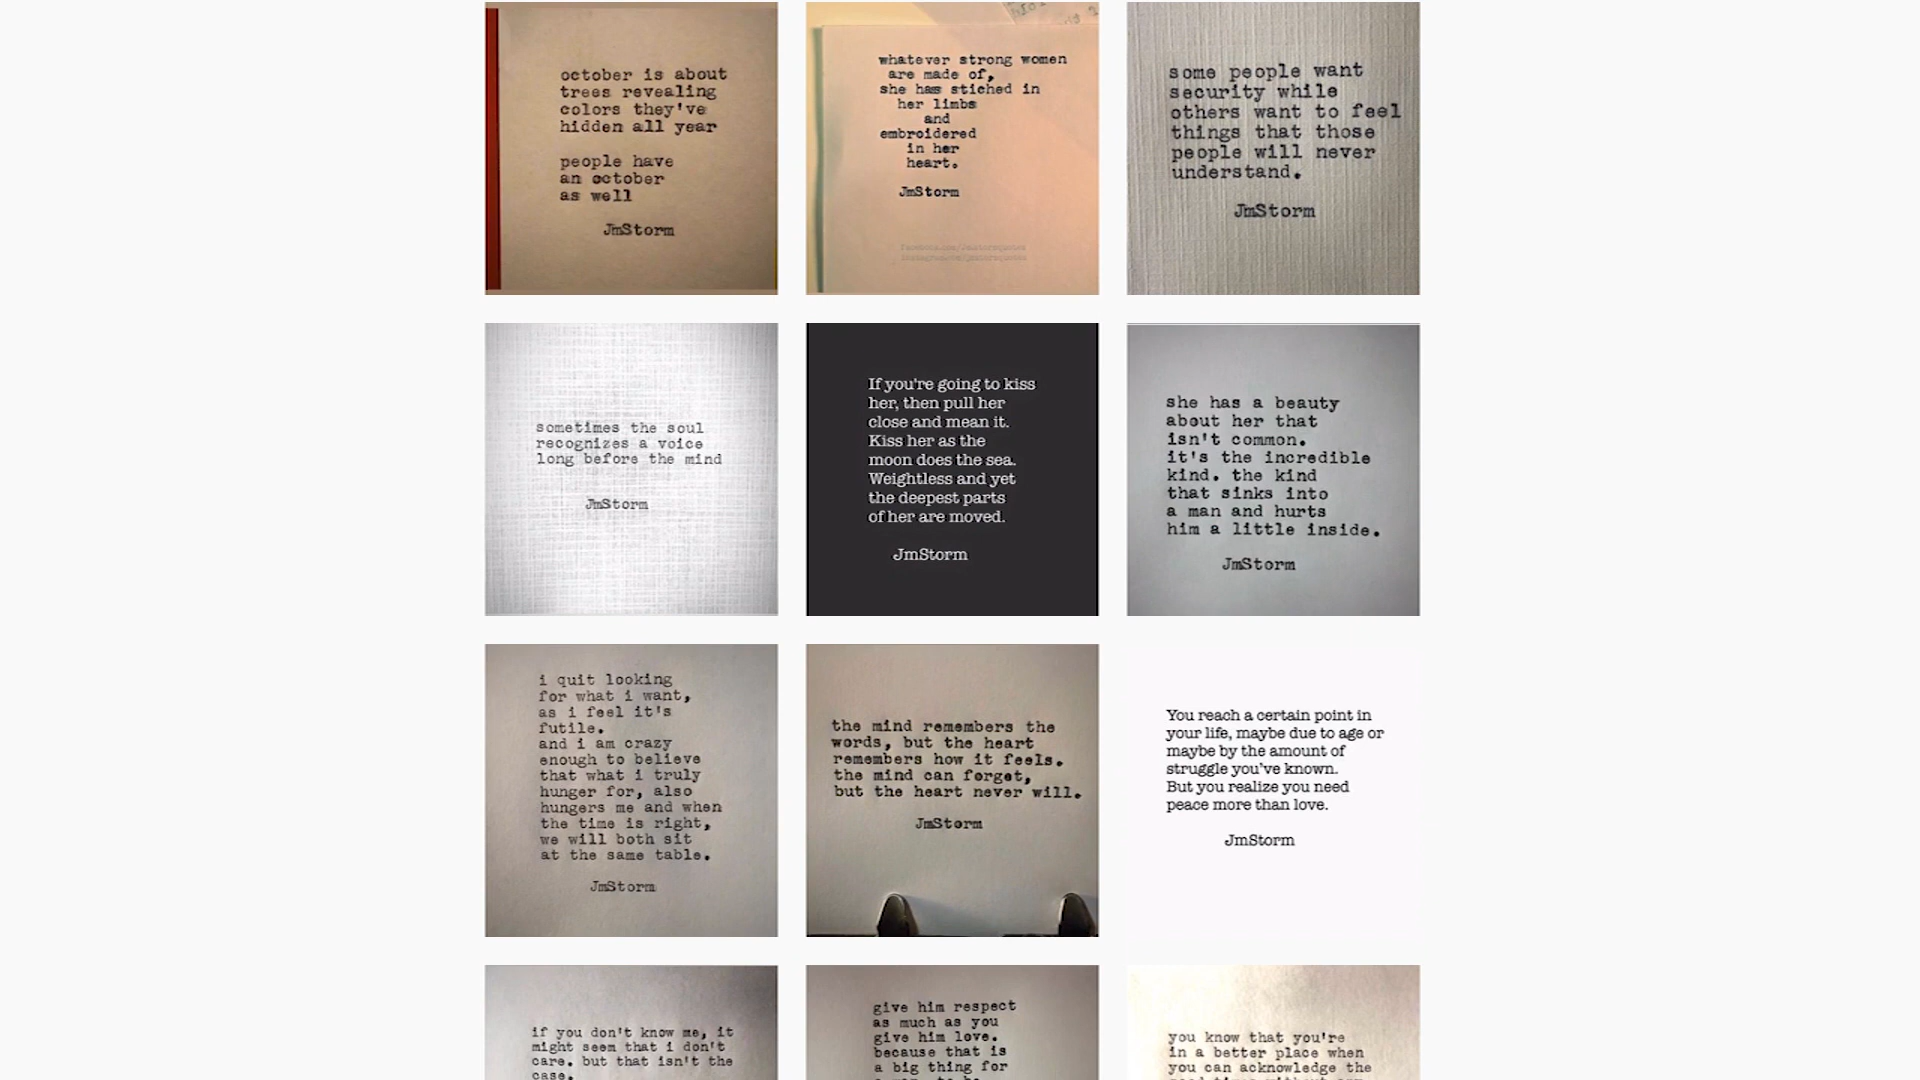 october is about
trees revealing
colors they've
hidden all year
people have
an october
as well
JmStorm
whatever strong women
are made of,
she has stiched in
her limbs
and
embroidered
in her
heart.
JmStorm
facebook.com/jmstormquotes
instagram.com/jmstormquotes
some people want
security while
others want to feel
things that those
people will never
understand.
JmStorm
sometimes the soul
recognizes a voice
long before the mind
JmStorm
If you're going to kiss
her, then pull her
close and mean it.
Kiss her as the
moon does the sea.
Weightless and yet
the deepest parts
of her are moved.
JmStorm
she has a beauty
about her that
isn't common.
it's the incredible
kind. the kind
that sinks into
a man and hurts
him a little inside.
JmStorm
i quit looking
for what i want,
as i feel it's
futile.
and i am crazy
enough to believe
that what i truly
hunger for, also
hungers me and when
the time is right,
we will both sit
at the same table.
JmStorm
the mind remembers the
words, but the heart
remembers how it feels.
the mind can forget,
but the heart never will.
JmStorm
You reach a certain point in
your life, maybe due to age or
maybe by the amount of
struggle you've known.
But you realize you need
peace more than love.
JmStorm
if you don't know me, it
might seem that i don't
care. but that isn't the
case.
give him respect
as much as you
give him love.
because that is
a big thing for
you know that you're
in a better place when
you can acknowledge the